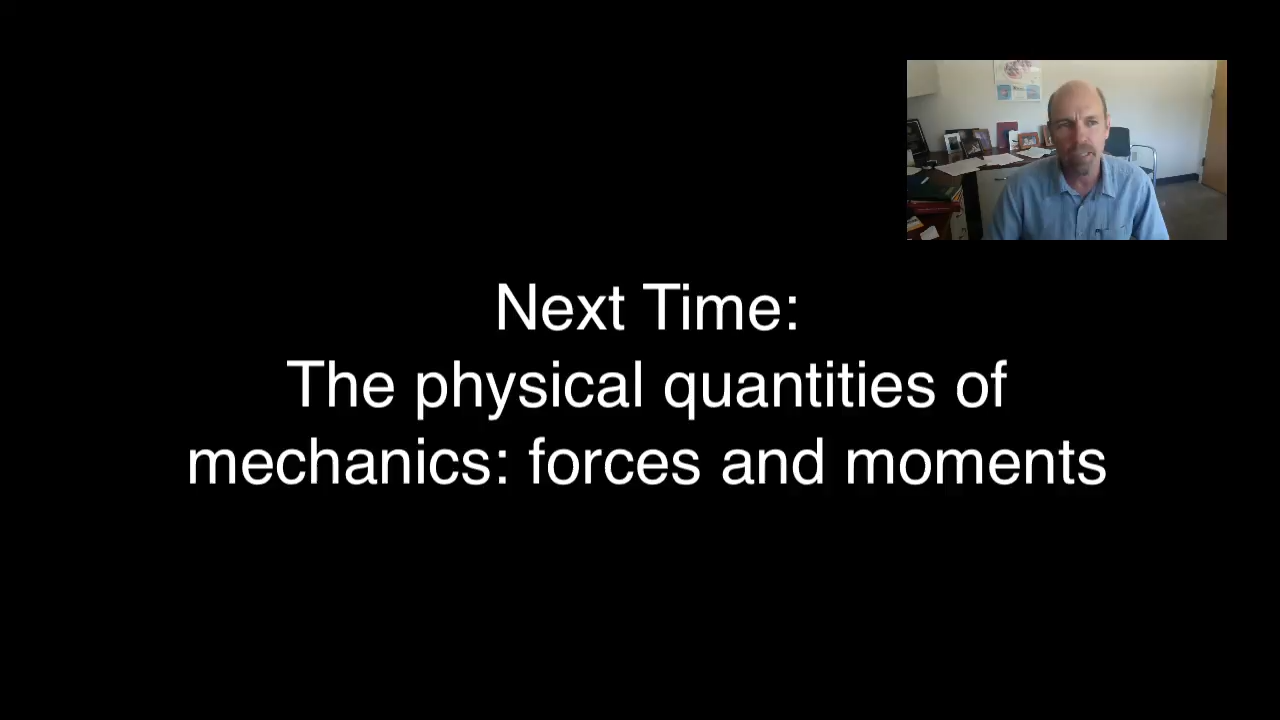 Next Time:
The physical quantities of
mechanics: forces and moments